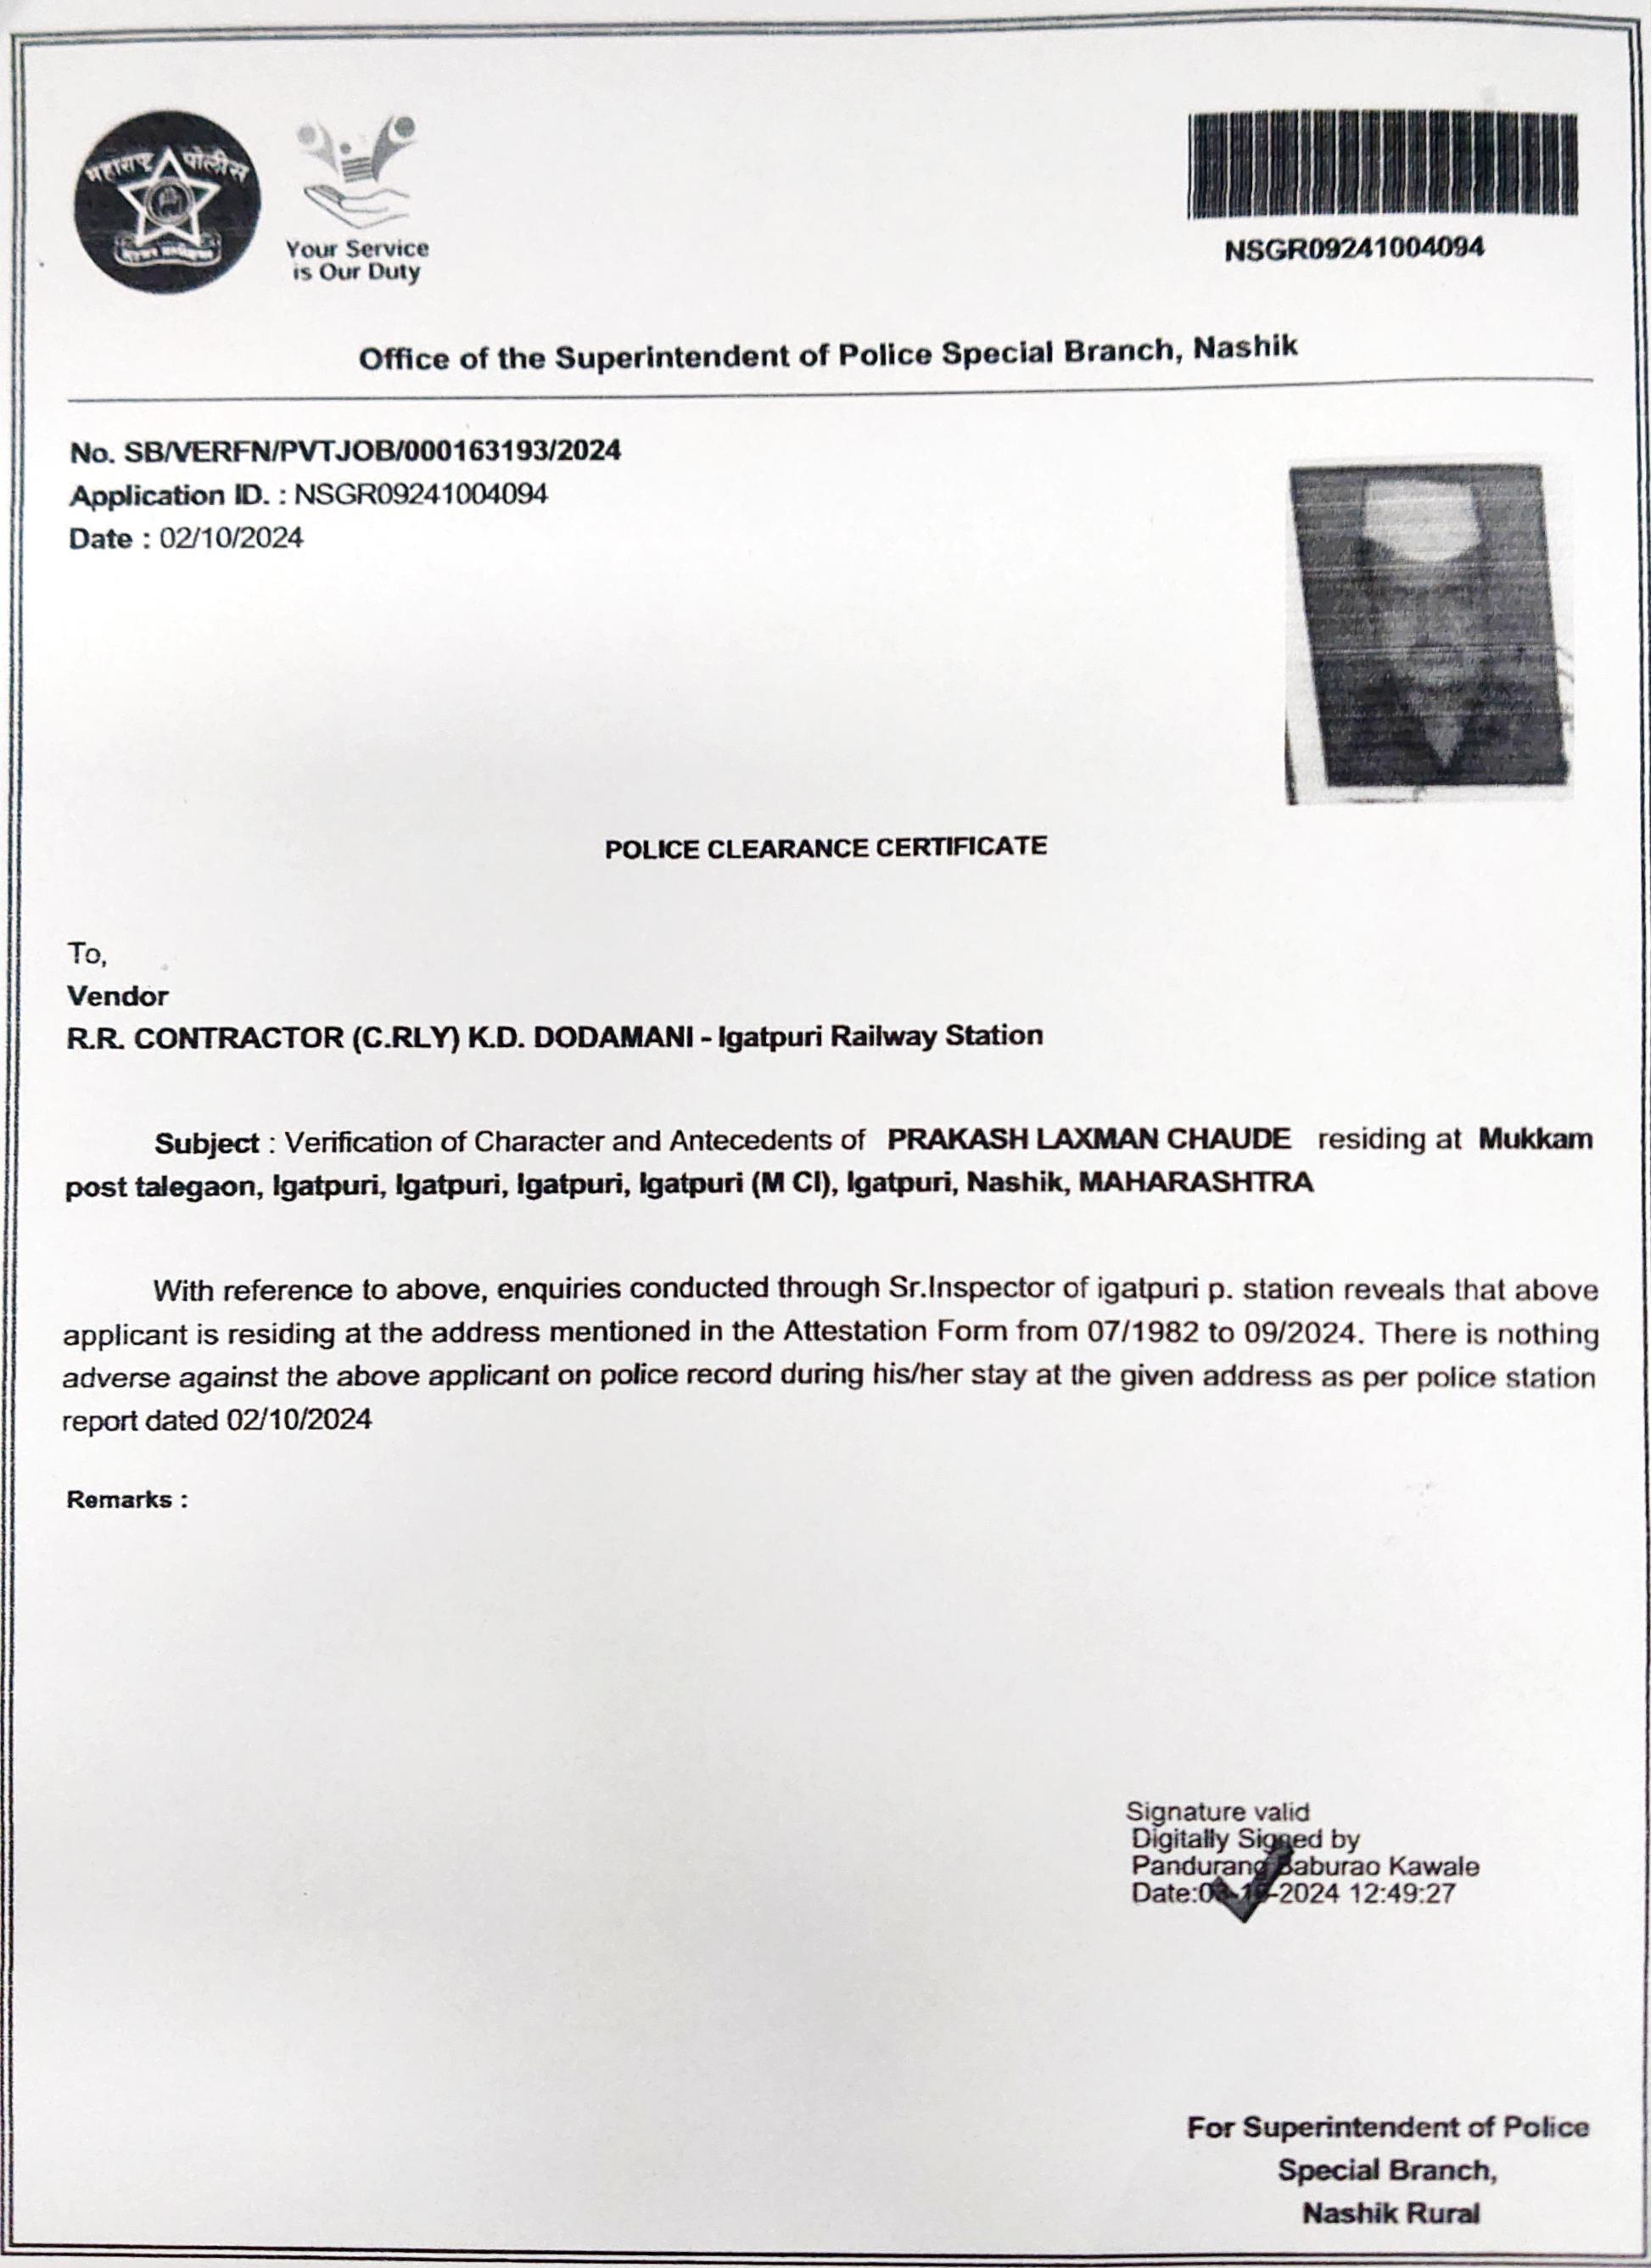 महाराष्ट्र पोलीस
Your Service
is Our Duty
NSGR09241004094
Office of the Superintendent of Police Special Branch, Nashik
No. SB/VERFN/PVTJOB/000163193/2024
Application ID. : NSGR09241004094
Date : 02/10/2024
POLICE CLEARANCE CERTIFICATE
To,
Vendor
R.R. CONTRACTOR (C.RLY) K.D. DODAMANI - Igatpuri Railway Station
Subject : Verification of Character and Antecedents of PRAKASH LAXMAN CHAUDE residing at Mukkam
post talegaon, Igatpuri, Igatpuri, Igatpuri, Igatpuri (M Cl), Igatpuri, Nashik, MAHARASHTRA
With reference to above, enquiries conducted through Sr.Inspector of igatpuri p. station reveals that above
applicant is residing at the address mentioned in the Attestation Form from 07/1982 to 09/2024. There is nothing
adverse against the above applicant on police record during his/her stay at the given address as per police station
report dated 02/10/2024
Remarks :
Signature valid
Digitally Signed by
Pandurang Baburao Kawale
Date: 2024 12:49:27
For Superintendent of Police
Special Branch,
Nashik Rural